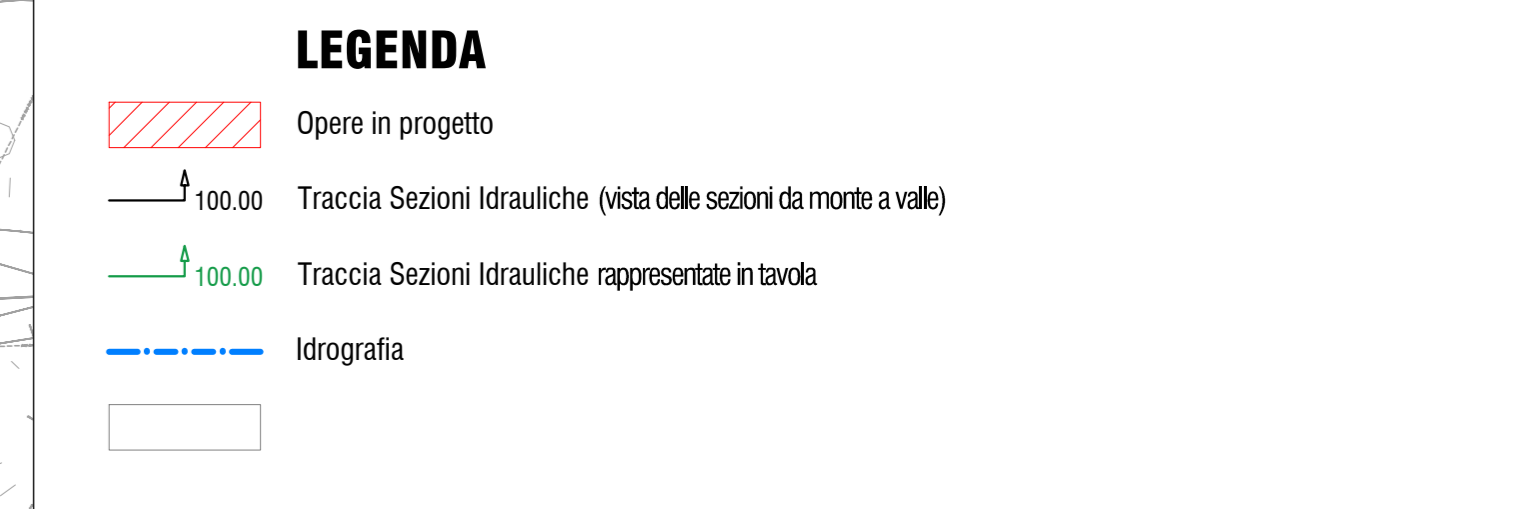 LEGENDA
Opere in progetto
100.00 Traccia Sezioni Idrauliche (vista delle sezioni da monte a valle)
100.00 Traccia Sezioni Idrauliche rappresentate in tavola
Idrografia